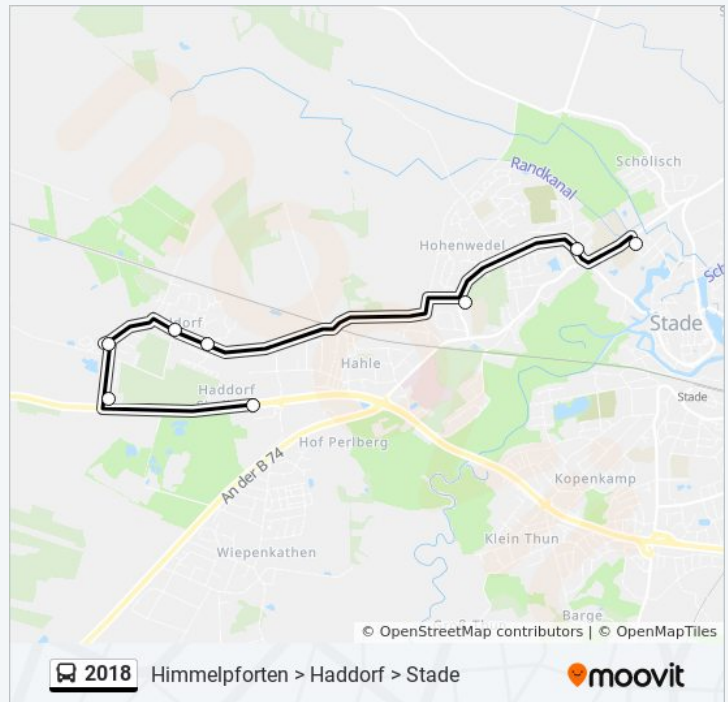 Schölisch
Randkanal
Hohenwedel
Stade
ddorf
Hahle
Stade
Haddorf
Hof Perlberg
An der B 74
Kopenkamp
Klein Thun
Wiepenkathen
Barge
© OpenStreetMap contributors | © OpenMapTiles
2018 Himmelpforten > Haddorf > Stade moovit